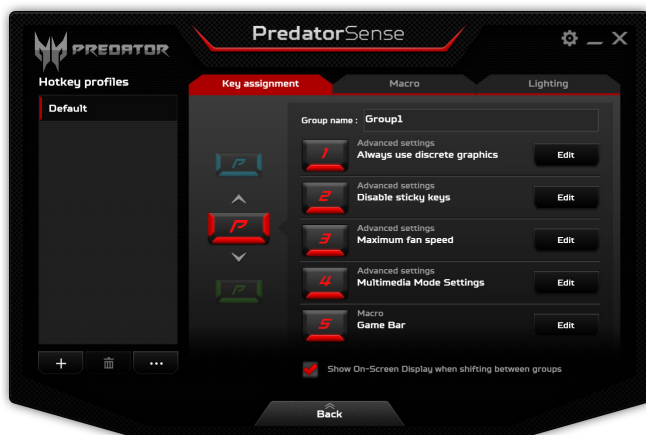 PredatorSense
PREDATOR
Hotkey profiles
Default
Key assignment
Macro
Lighting
Group name : Group1
1
Advanced settings
Always use discrete graphics
Edit
2
Advanced settings
Disable sticky keys
Edit
3
Advanced settings
Maximum fan speed
Edit
4
Advanced settings
Multimedia Mode Settings
Edit
5
Macro
Game Bar
Edit
P
P
P
Show On-Screen Display when shifting between groups
Back